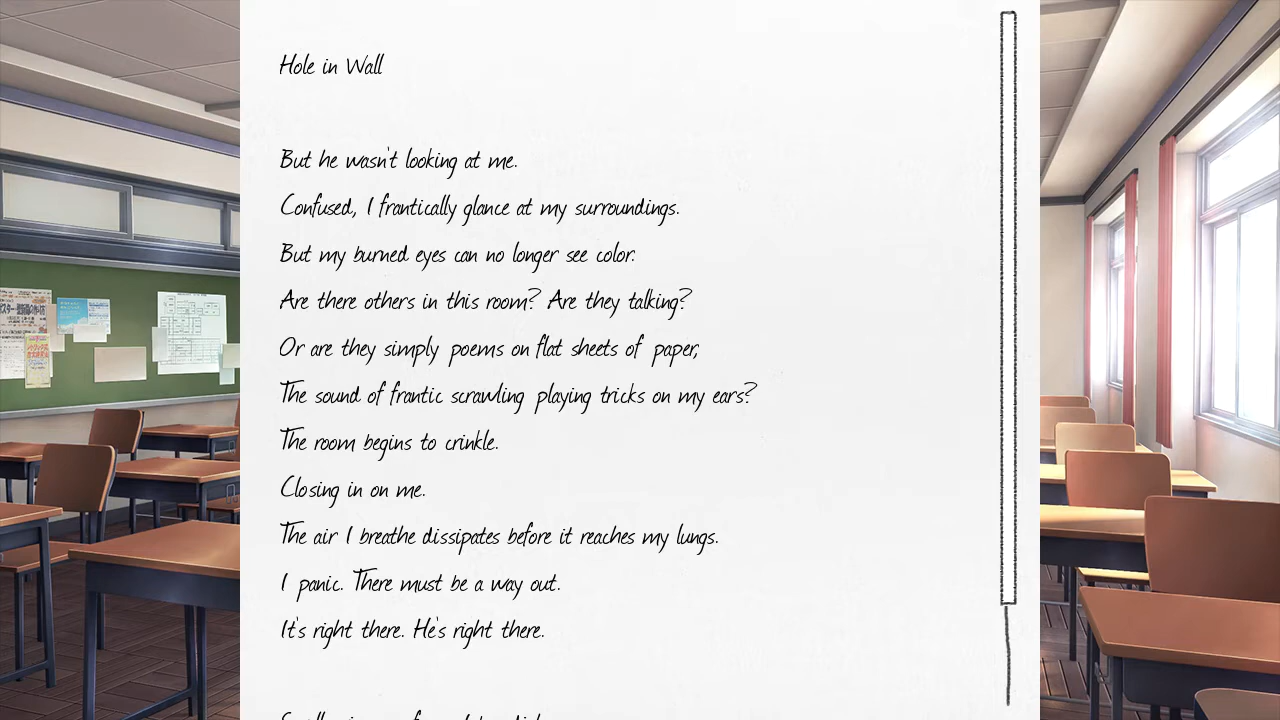 Hole in Wall
But he wasn't looking at me.
Confused, I frantically glance at my surroundings.
But my burned eyes can no longer see color.
Are there others in this room? Are they talking?
Or are they simply poems on flat sheets of paper,
The sound of frantic scrawling playing tricks on my ears?
The room begins to crinkle.
Closing in on me.
The air I breathe dissipates before it reaches my lungs.
I panic. There must be a way out.
It's right there. He's right there.